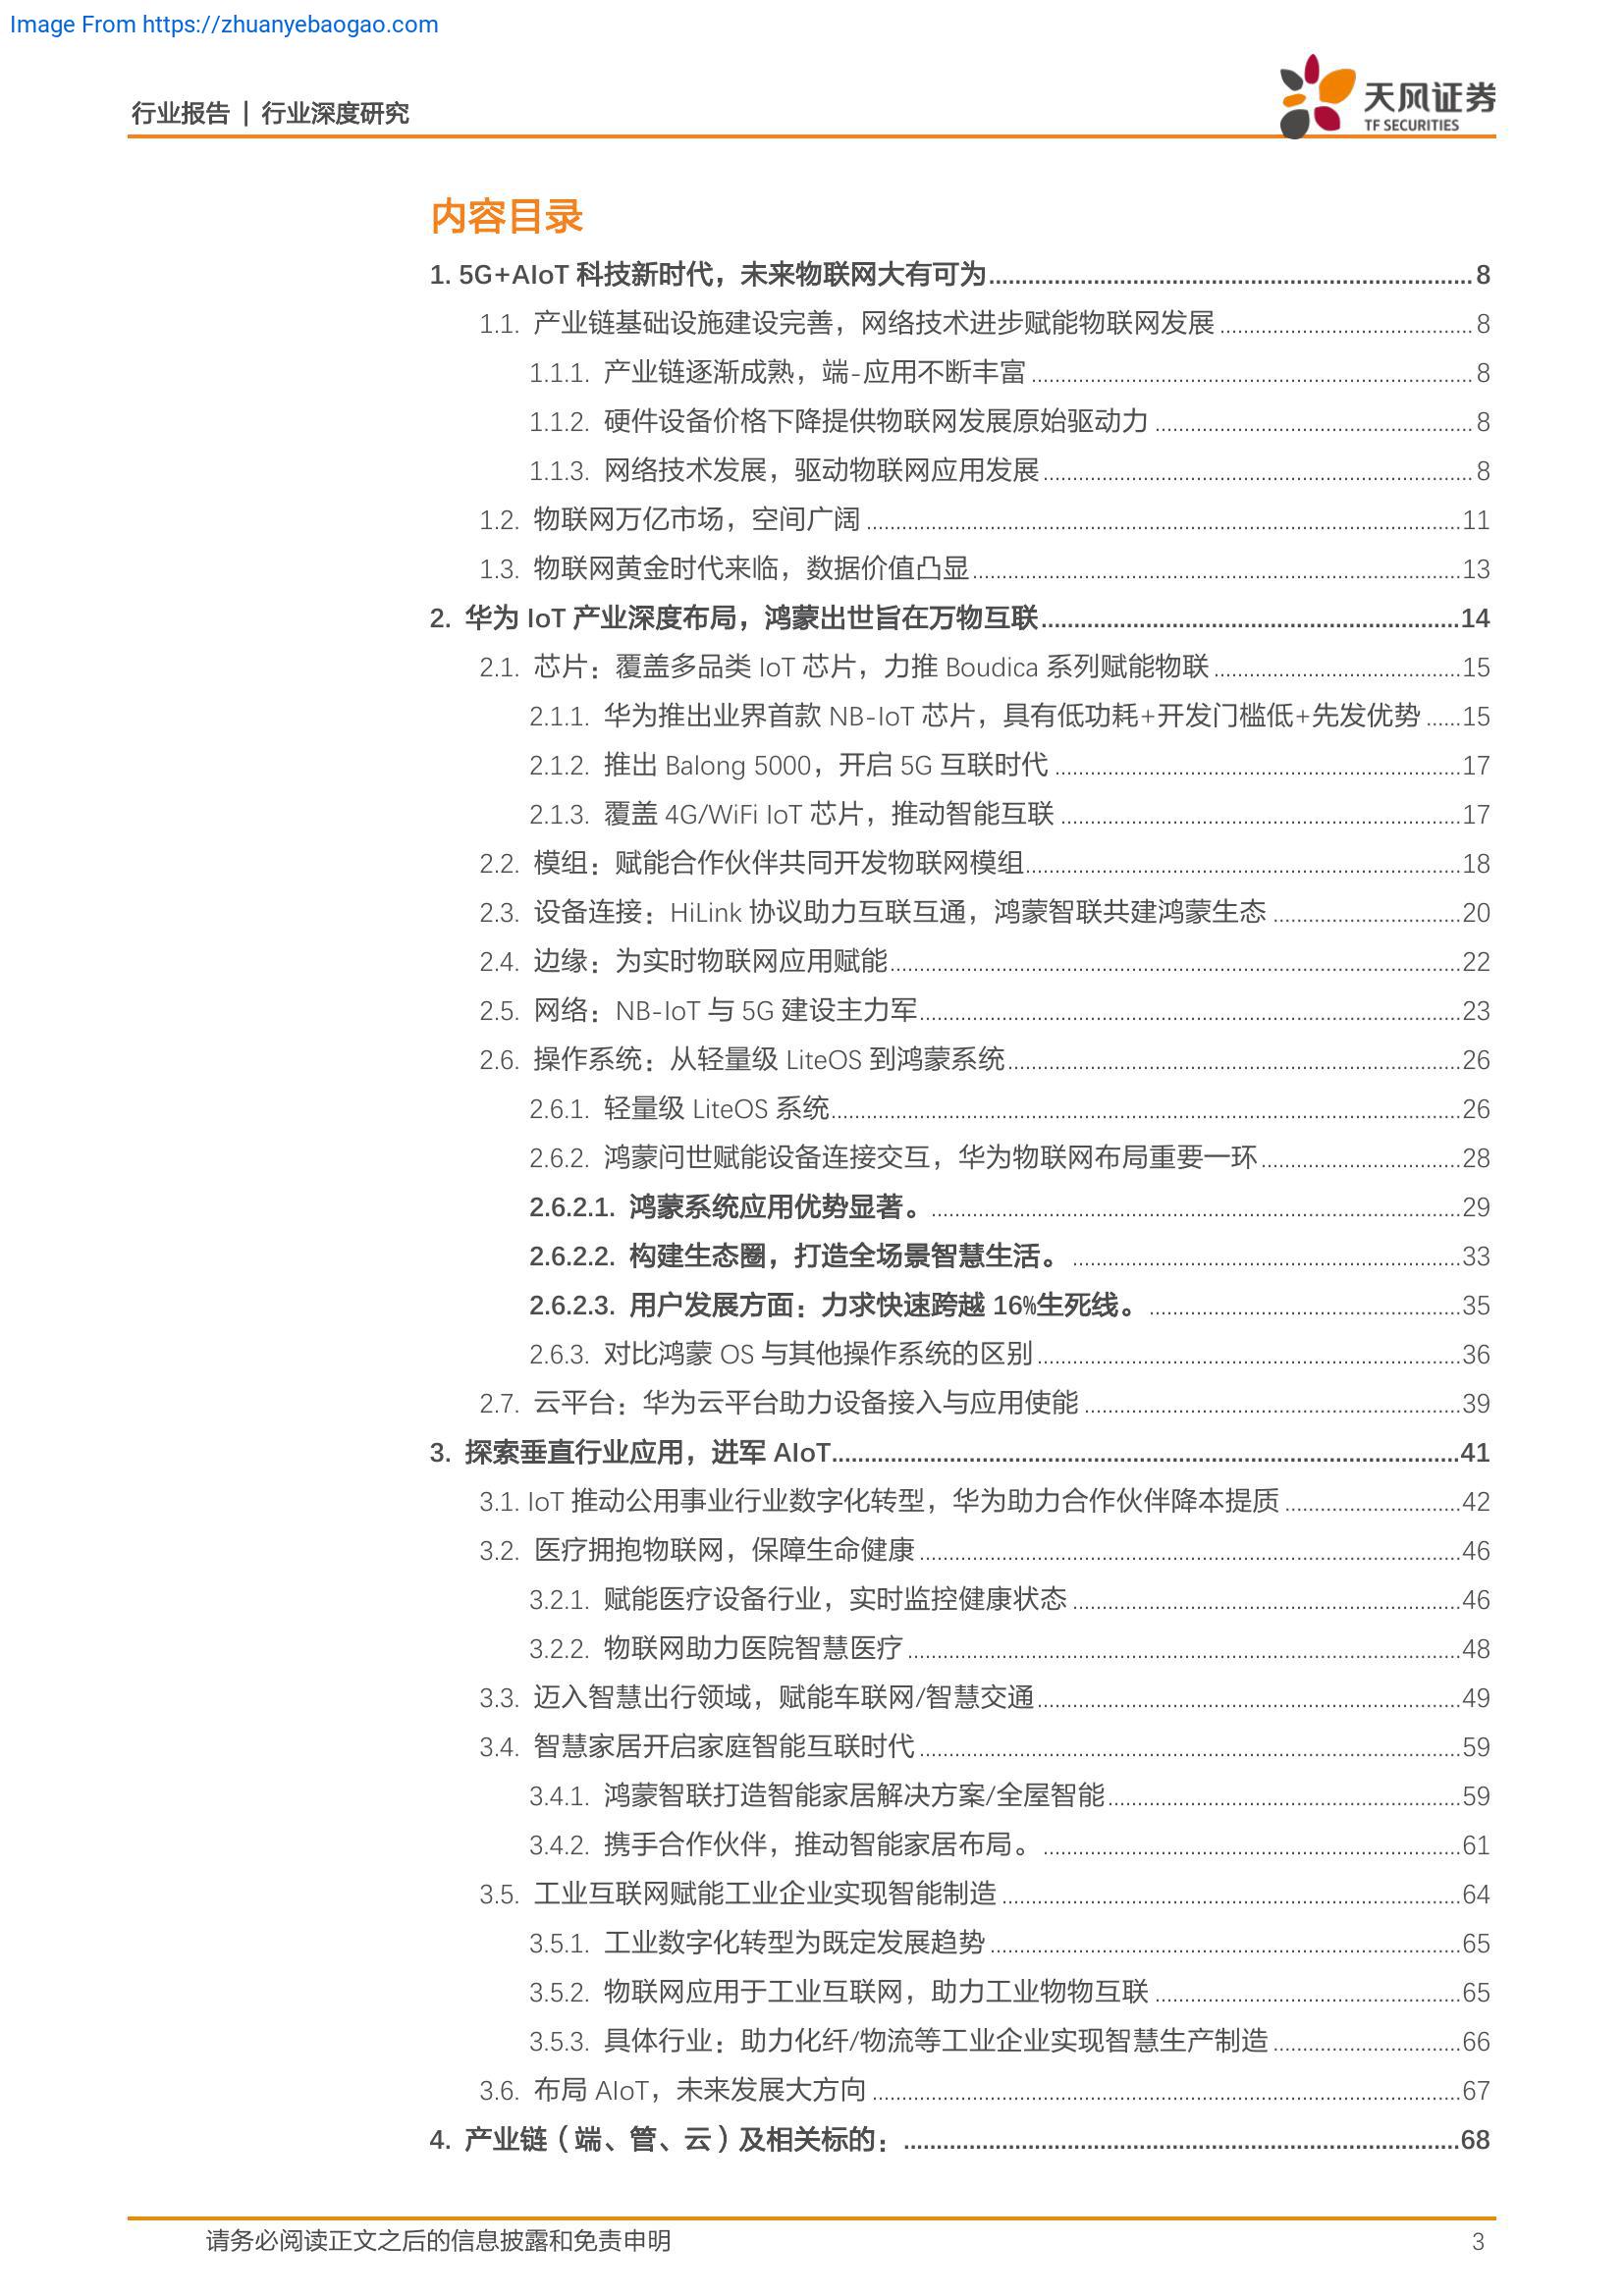 Image From https://zhuanyebaogao.com
行业报告 | 行业深度研究
天风证券
TF SECURITIES
内容目录
1. 5G+AIoT 科技新时代，未来物联网大有可为........................................................................ 8
1.1. 产业链基础设施建设完善，网络技术进步赋能物联网发展........................................ 8
1.1.1. 产业链逐渐成熟，端-应用不断丰富........................................................ 8
1.1.2. 硬件设备价格下降提供物联网发展原始驱动力........................................ 8
1.1.3. 网络技术发展，驱动物联网应用发展........................................................ 8
1.2. 物联网万亿市场，空间广阔........................................................................11
1.3. 物联网黄金时代来临，数据价值凸显........................................................13
2. 华为 IoT 产业深度布局，鸿蒙出世旨在万物互联........................................................14
2.1. 芯片：覆盖多品类 IoT 芯片，力推 Boudica 系列赋能物联........................................15
2.1.1. 华为推出业界首款 NB-IoT 芯片，具有低功耗+开发门槛低+先发优势......15
2.1.2. 推出 Balong 5000，开启 5G 互联时代........................................................17
2.1.3. 覆盖 4G/WiFi IoT 芯片，推动智能互联........................................................17
2.2. 模组：赋能合作伙伴共同开发物联网模组........................................................18
2.3. 设备连接：HiLink 协议助力互联互通，鸿蒙智联共建鸿蒙生态................................20
2.4. 边缘：为实时物联网应用赋能........................................................................22
2.5. 网络：NB-IoT 与 5G 建设主力军........................................................................23
2.6. 操作系统：从轻量级 LiteOS 到鸿蒙系统........................................................26
2.6.1. 轻量级 LiteOS 系统........................................................................26
2.6.2. 鸿蒙问世赋能设备连接交互，华为物联网布局重要一环................................28
2.6.2.1. 鸿蒙系统应用优势显著。........................................................................29
2.6.2.2. 构建生态圈，打造全场景智慧生活。........................................................33
2.6.2.3. 用户发展方面：力求快速跨越 16%生死线。........................................35
2.6.3. 对比鸿蒙 OS 与其他操作系统的区别........................................................36
2.7. 云平台：华为云平台助力设备接入与应用使能........................................................39
3. 探索垂直行业应用，进军 AIoT........................................................................41
3.1. IoT 推动公用事业行业数字化转型，华为助力合作伙伴降本提质................................42
3.2. 医疗拥抱物联网，保障生命健康........................................................................46
3.2.1. 赋能医疗设备行业，实时监控健康状态........................................................46
3.2.2. 物联网助力医院智慧医疗........................................................................48
3.3. 迈入智慧出行领域，赋能车联网/智慧交通........................................................49
3.4. 智慧家居开启家庭智能互联时代........................................................................59
3.4.1. 鸿蒙智联打造智能家居解决方案/全屋智能........................................................59
3.4.2. 携手合作伙伴，推动智能家居布局。........................................................61
3.5. 工业互联网赋能工业企业实现智能制造........................................................64
3.5.1. 工业数字化转型为既定发展趋势........................................................65
3.5.2. 物联网应用于工业互联网，助力工业物物互联........................................65
3.5.3. 具体行业：助力化纤/物流等工业企业实现智慧生产制造................................66
3.6. 布局 AIoT，未来发展大方向........................................................................67
4. 产业链（端、管、云）及相关标的：........................................................................68
请务必阅读正文之后的信息披露和免责申明
3